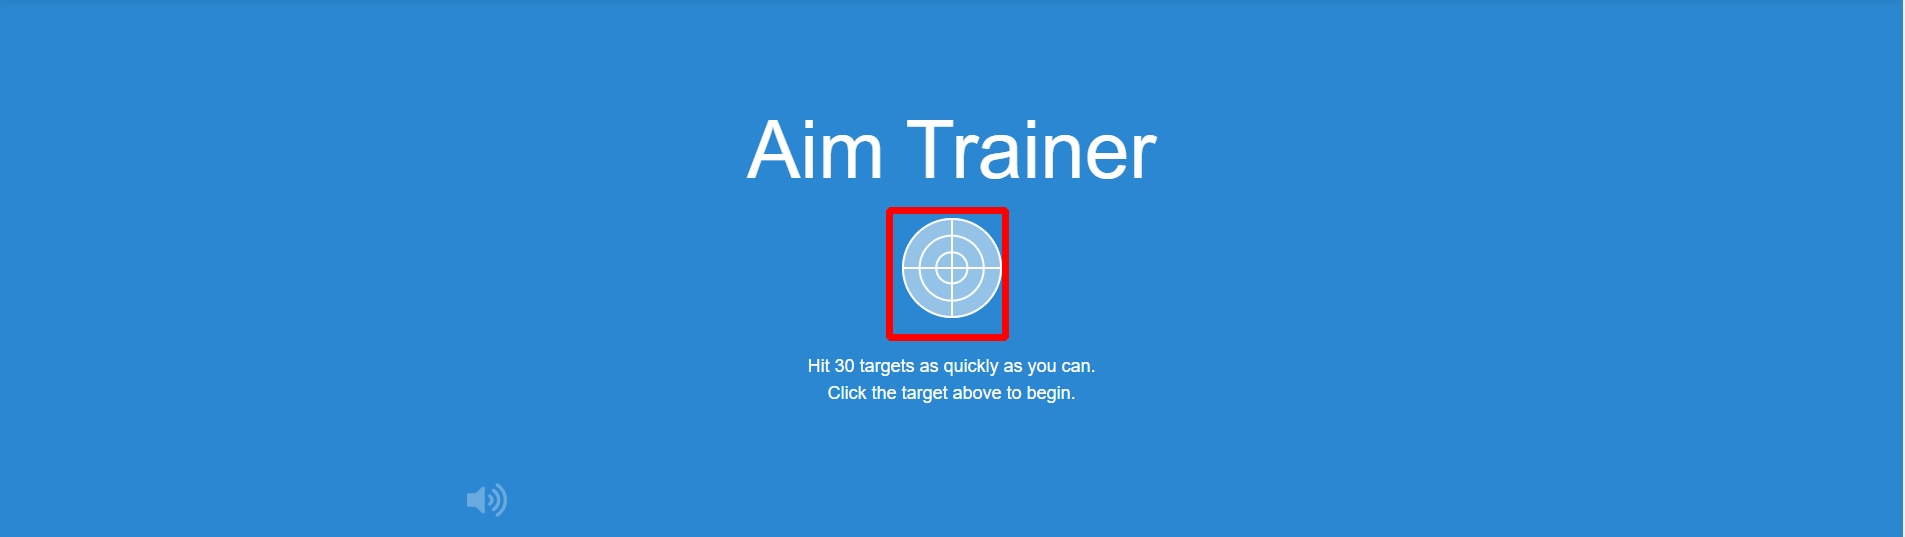 Aim Trainer
Hit 30 targets as quickly as you can.
Click the target above to begin.